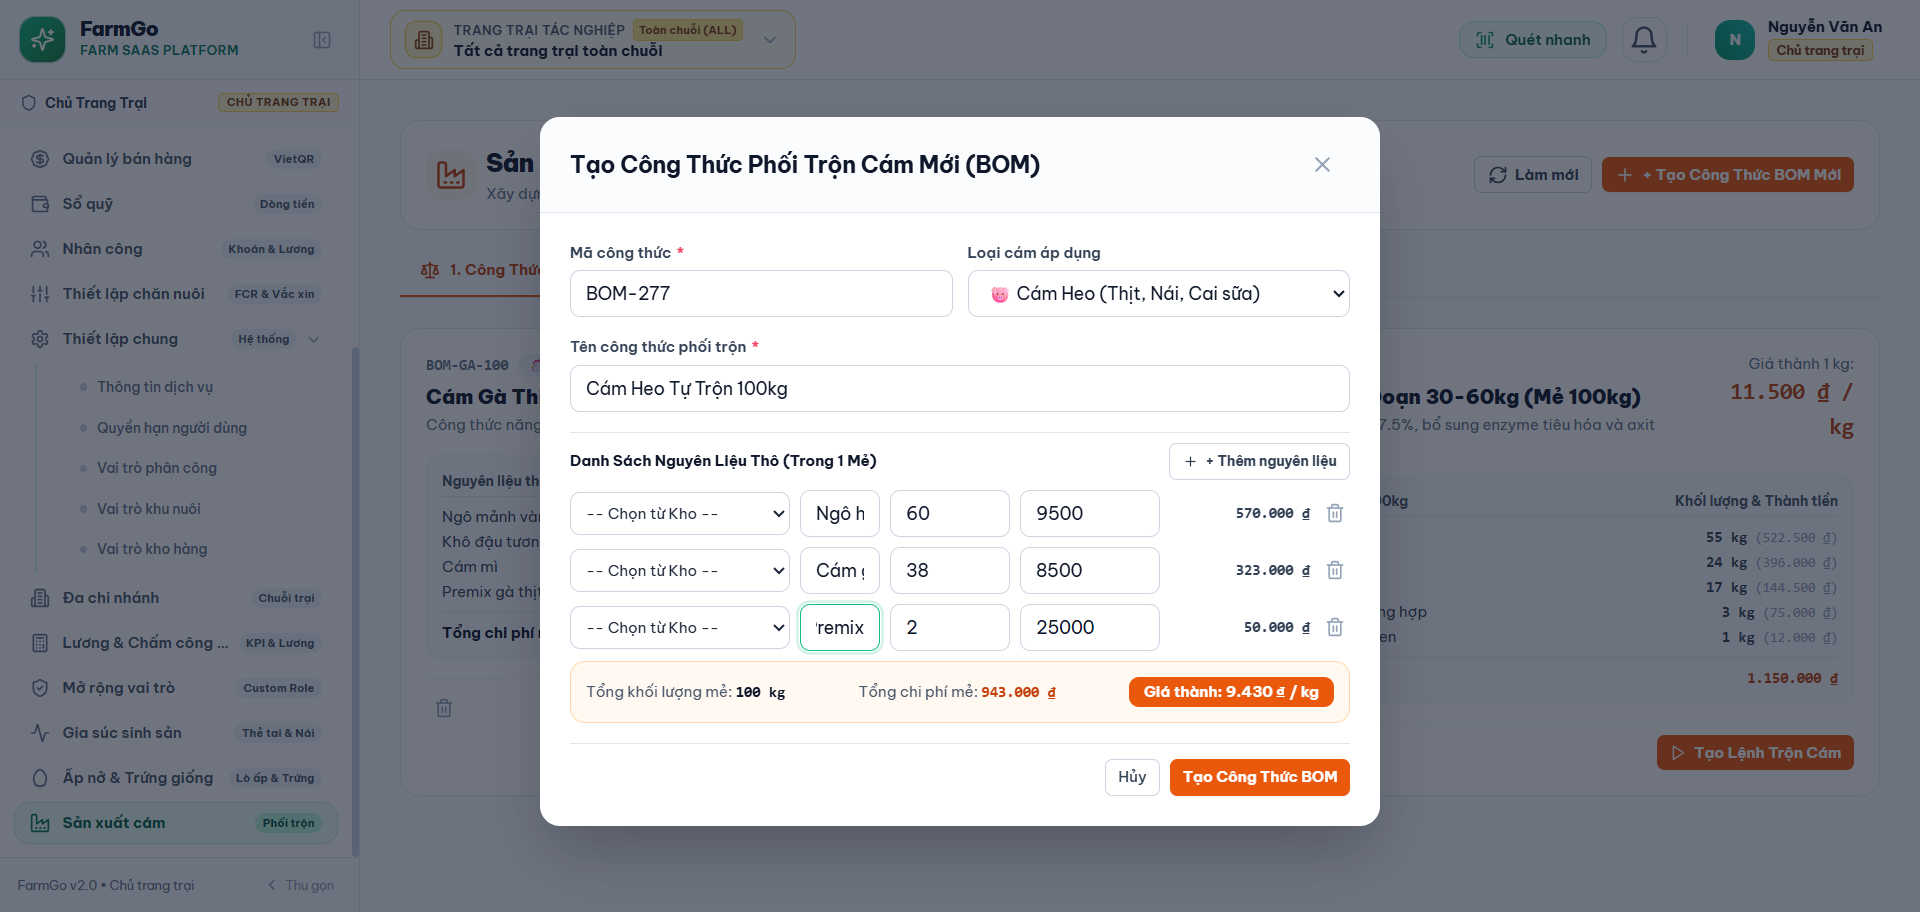 FarmGo
FARM SAAS PLATFORM
TRANG TRẠI TÁC NGHIỆP Toàn chuỗi (ALL)
Tất cả trang trại toàn chuỗi
Quét nhanh
N
Nguyễn Văn An
Chủ trang trại
Chủ Trang Trại CHỦ TRANG TRẠI
Quản lý bán hàng VietQR
Sổ quỹ Dòng tiền
Nhân công Khoán & Lương
Thiết lập chăn nuôi FCR & Vắc xin
Thiết lập chung Hệ thống
Thông tin dịch vụ
Quyền hạn người dùng
Vai trò phân công
Vai trò khu nuôi
Vai trò kho hàng
Đa chi nhánh Chuỗi trại
Lương & Chấm công ... KPI & Lương
Mở rộng vai trò Custom Role
Gia súc sinh sản Thẻ tai & Nái
Ấp nở & Trứng giống Lò ấp & Trứng
Sản xuất cám Phối trộn
FarmGo v2.0 • Chủ trang trại Thu gọn
Sản
Xây dựn
Làm mới
+ Tạo Công Thức BOM Mới
1. Công Thức
BOM-GA-100
Cám Gà Th
Công thức năng
Nguyên liệu th
Ngô mảnh và
Khô đậu tươn
Cám mì
Premix gà thịt
Tổng chi phí
Tạo Công Thức Phối Trộn Cám Mới (BOM)
Mã công thức *
BOM-277
Loại cám áp dụng
Cám Heo (Thịt, Nái, Cai sữa)
Tên công thức phối trộn *
Cám Heo Tự Trộn 100kg
Danh Sách Nguyên Liệu Thô (Trong 1 Mẻ)
+ Thêm nguyên liệu
-- Chọn từ Kho -- Ngô h 60 9500 570.000 đ
-- Chọn từ Kho -- Cám g 38 8500 323.000 đ
-- Chọn từ Kho -- Premix 2 25000 50.000 đ
Tổng khối lượng mẻ: 100 kg Tổng chi phí mẻ: 943.000 đ Giá thành: 9.430 đ / kg
Hủy
Tạo Công Thức BOM
Giá thành 1 kg:
oạn 30-60kg (Mẻ 100kg) 11.500 đ /
kg
7.5%, bổ sung enzyme tiêu hóa và axit
00kg Khối lượng & Thành tiền
55 kg (522.500 đ)
24 kg (396.000 đ)
17 kg (144.500 đ)
ng hợp 3 kg (75.000 đ)
en 1 kg (12.000 đ)
1.150.000 đ
Tạo Lệnh Trộn Cám